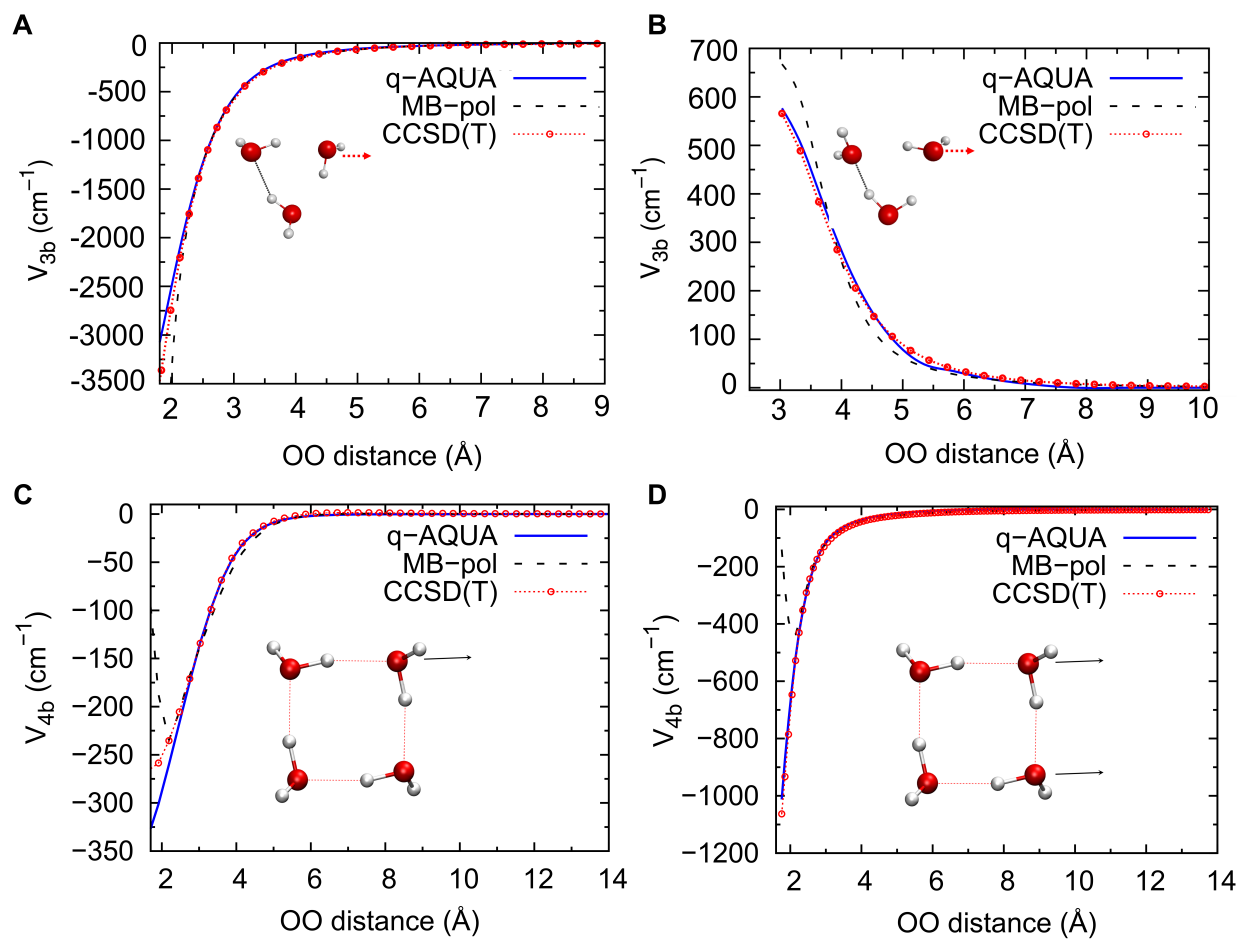 A
0
-500
-1000
-1500
-2000
-2500
-3000
-3500
V3b (cm−1)
q−AQUA
MB−pol
CCSD(T)
2 3 4 5 6 7 8 9
OO distance (Å)
B
700
600
500
400
300
200
100
0
V3b (cm−1)
q−AQUA
MB−pol
CCSD(T)
3 4 5 6 7 8 9 10
OO distance (Å)
C
0
−50
−100
−150
−200
−250
−300
−350
V4b (cm−1)
q−AQUA
MB−pol
CCSD(T)
2 4 6 8 10 12 14
OO distance (Å)
D
0
−200
−400
−600
−800
−1000
−1200
V4b (cm−1)
q−AQUA
MB−pol
CCSD(T)
2 4 6 8 10 12 14
OO distance (Å)